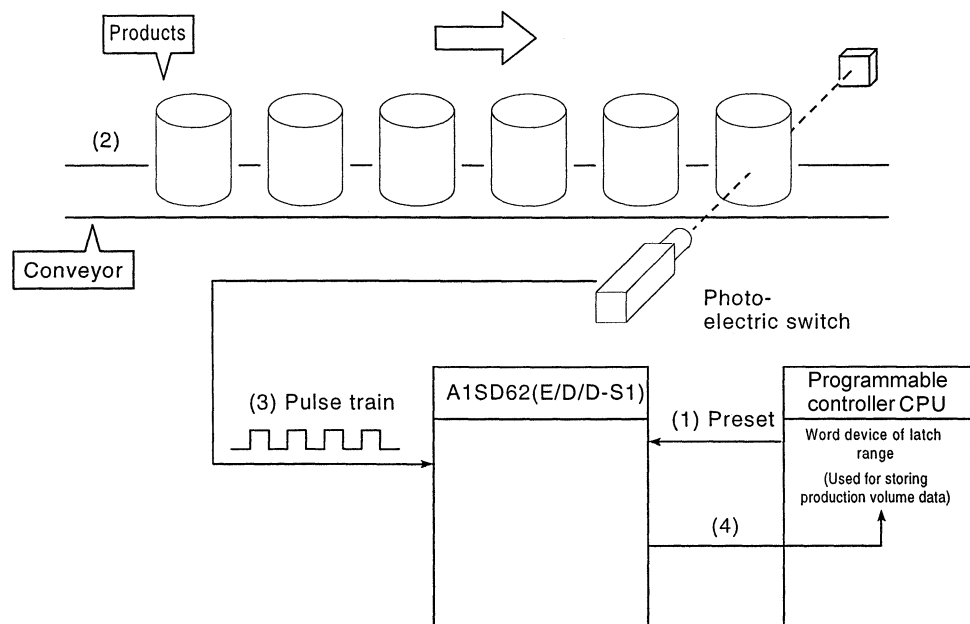 Products
(2)
Conveyor
Photo-
electric switch
(3) Pulse train
A1SD62(E/D/D-S1)
(1) Preset
Programmable
controller CPU
Word device of latch
range
(Used for storing
production volume data)
(4)